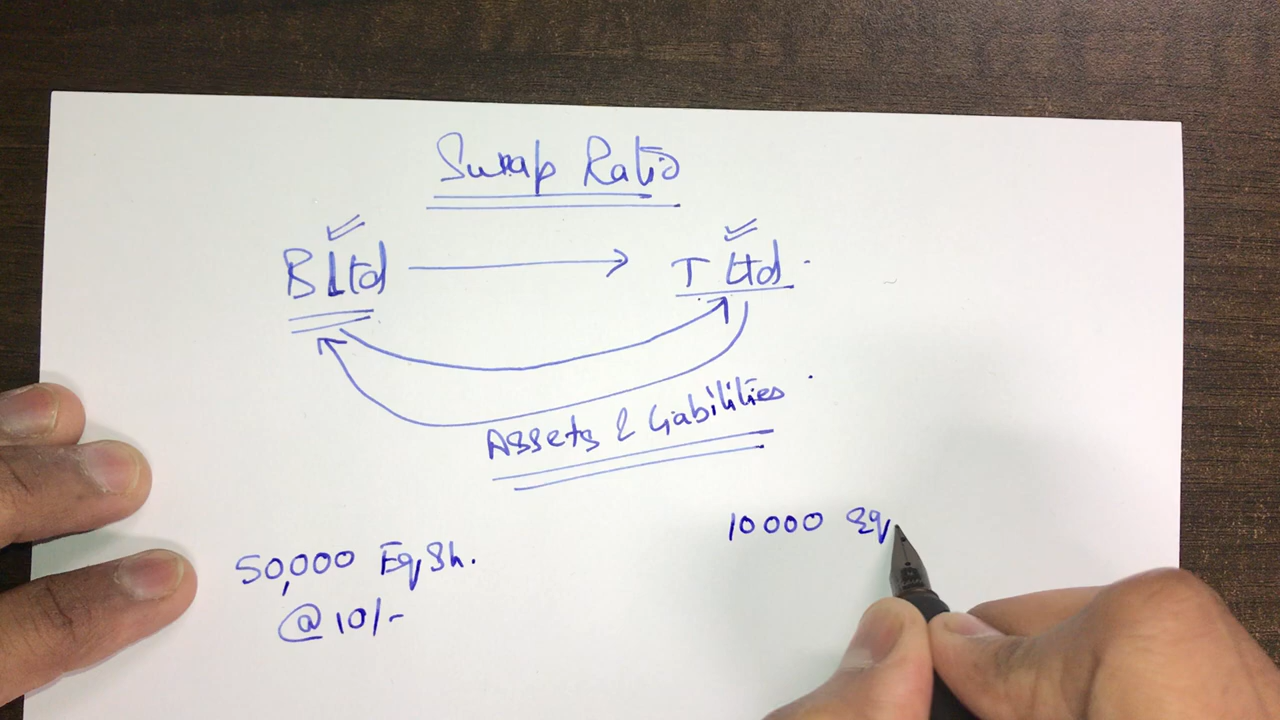 Swap Ratio
B Ltd
T Ltd.
Assets & Liabilities
50,000 Eq Sh.
@ 10/-
10000 Eq